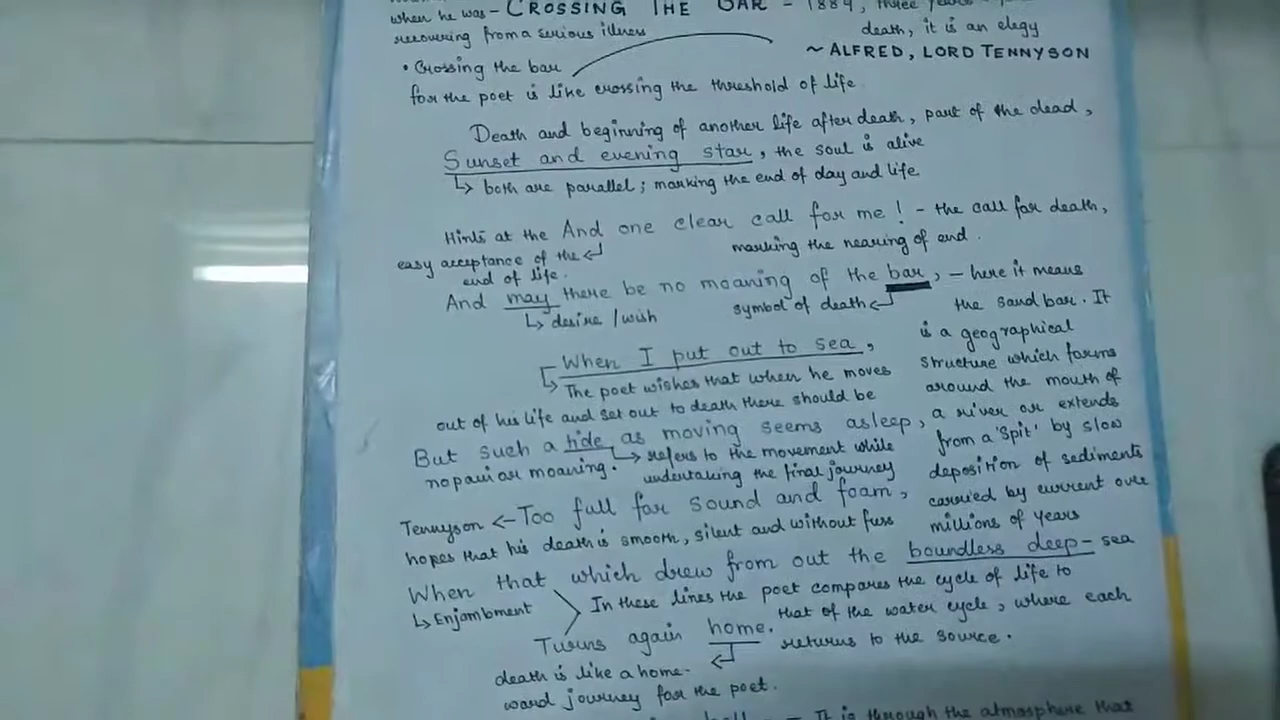 when he was - CROSSING THE BAR - 1889, three years
recovering from a serious illness
death, it is an elegy
~ ALFRED, LORD TENNYSON
• Crossing the bar
for the poet is like crossing the threshold of life
Death and beginning of another life after death, part of the dead,
Sunset and evening star, the soul is alive
↳ both are parallel; marking the end of day and life
Hints at the And one clear call for me! - the call for death,
easy acceptance of the ↲ marking the nearing of end.
end of life.
And may there be no moaning of the bar, - here it means
↳ desire / wish symbol of death ↲ the sand bar. It
is a geographical
When I put out to sea, structure which forms
↳ The poet wishes that when he moves around the mouth of
out of his life and set out to death there should be a river or extends
But such a tide as moving seems asleep, from a 'spit' by slow
no pain or moaning. ↳ refers to the movement while deposition of sediments
undertaking the final journey
Tennyson ← Too full for sound and foam, carried by current over
hopes that his death is smooth, silent and without fuss millions of years
When that which drew from out the boundless deep - sea
↳ Enjambment In these lines the poet compares the cycle of life to
that of the water cycle, where each
Turns again home. returns to the source.
death is like a home-
ward journey for the poet.
It is through the atmosphere that